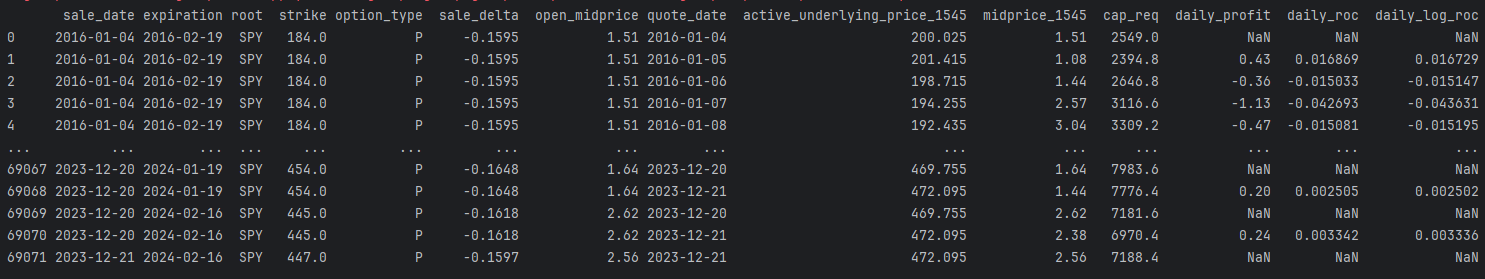 sale_date expiration root strike option_type sale_delta open_midprice quote_date active_underlying_price_1545 midprice_1545 cap_req daily_profit daily_roc daily_log_roc
0 2016-01-04 2016-02-19 SPY 184.0 P -0.1595 1.51 2016-01-04 200.025 1.51 2549.0 NaN NaN NaN
1 2016-01-04 2016-02-19 SPY 184.0 P -0.1595 1.51 2016-01-05 201.415 1.08 2394.8 0.43 0.016869 0.016729
2 2016-01-04 2016-02-19 SPY 184.0 P -0.1595 1.51 2016-01-06 198.715 1.44 2646.8 -0.36 -0.015033 -0.015147
3 2016-01-04 2016-02-19 SPY 184.0 P -0.1595 1.51 2016-01-07 194.255 2.57 3116.6 -1.13 -0.042693 -0.043631
4 2016-01-04 2016-02-19 SPY 184.0 P -0.1595 1.51 2016-01-08 192.435 3.04 3309.2 -0.47 -0.015081 -0.015195
... ... ... ... ... ... ... ... ... ... ... ... ... ... ...
69067 2023-12-20 2024-01-19 SPY 454.0 P -0.1648 1.64 2023-12-20 469.755 1.64 7983.6 NaN NaN NaN
69068 2023-12-20 2024-01-19 SPY 454.0 P -0.1648 1.64 2023-12-21 472.095 1.44 7776.4 0.20 0.002505 0.002502
69069 2023-12-20 2024-02-16 SPY 445.0 P -0.1618 2.62 2023-12-20 469.755 2.62 7181.6 NaN NaN NaN
69070 2023-12-20 2024-02-16 SPY 445.0 P -0.1618 2.62 2023-12-21 472.095 2.38 6970.4 0.24 0.003342 0.003336
69071 2023-12-21 2024-02-16 SPY 447.0 P -0.1597 2.56 2023-12-21 472.095 2.56 7188.4 NaN NaN NaN